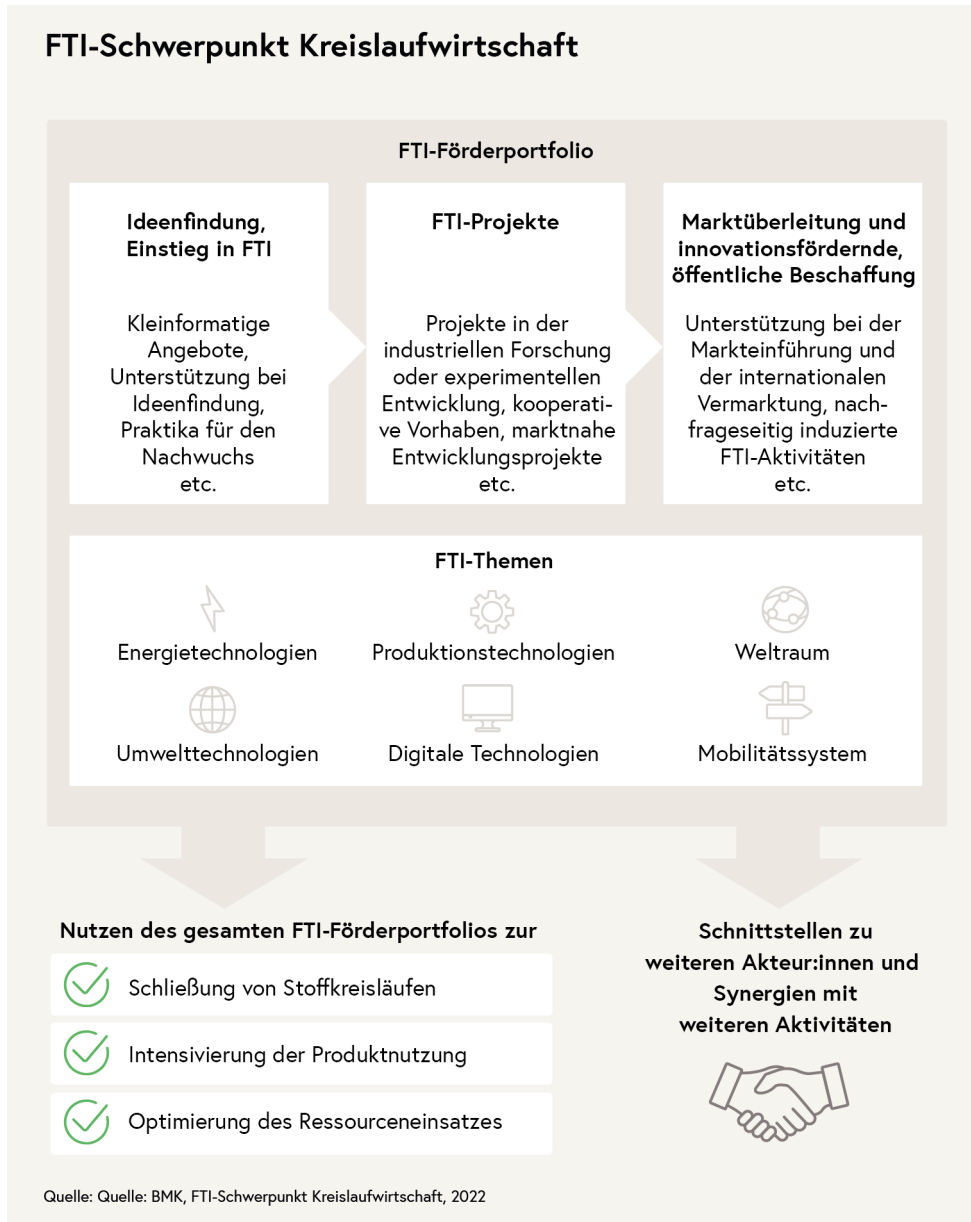 FTI-Schwerpunkt Kreislaufwirtschaft
FTI-Förderportfolio
Ideenfindung,
Einstieg in FTI
Kleinformatige
Angebote,
Unterstützung bei
Ideenfindung,
Praktika für den
Nachwuchs
etc.
FTI-Projekte
Projekte in der
industriellen Forschung
oder experimentellen
Entwicklung, kooperati-
ve Vorhaben, marktnahe
Entwicklungsprojekte
etc.
Marktüberleitung und
innovationsfördernde,
öffentliche Beschaffung
Unterstützung bei der
Markteinführung und
der internationalen
Vermarktung, nach-
frageseitig induzierte
FTI-Aktivitäten
etc.
FTI-Themen
Energietechnologien
Produktionstechnologien
Weltraum
Umwelttechnologien
Digitale Technologien
Mobilitätssystem
Nutzen des gesamten FTI-Förderportfolios zur
Schließung von Stoffkreisläufen
Intensivierung der Produktnutzung
Optimierung des Ressourceneinsatzes
Schnittstellen zu
weiteren Akteur:innen und
Synergien mit
weiteren Aktivitäten
Quelle: Quelle: BMK, FTI-Schwerpunkt Kreislaufwirtschaft, 2022